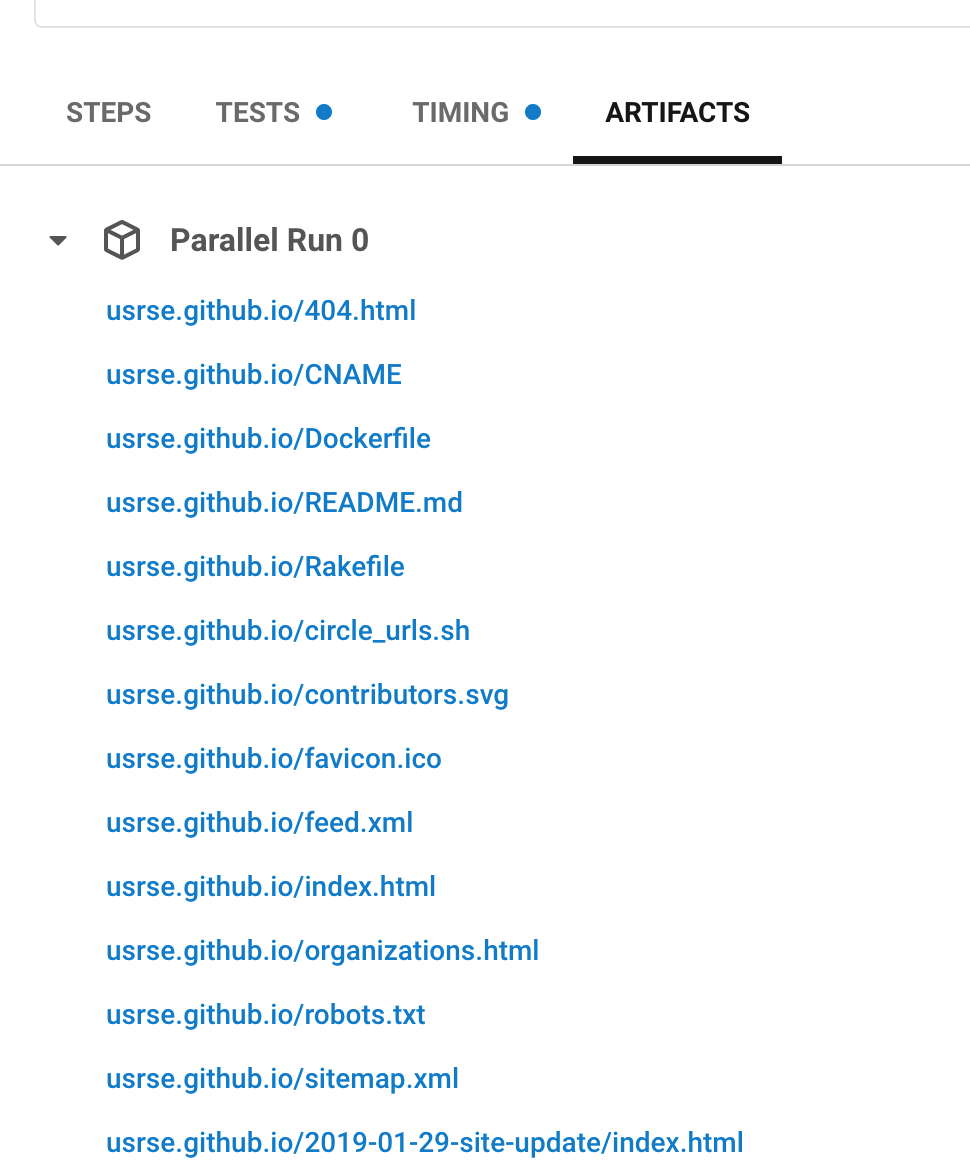 STEPS TESTS TIMING ARTIFACTS
Parallel Run 0
usrse.github.io/404.html
usrse.github.io/CNAME
usrse.github.io/Dockerfile
usrse.github.io/README.md
usrse.github.io/Rakefile
usrse.github.io/circle_urls.sh
usrse.github.io/contributors.svg
usrse.github.io/favicon.ico
usrse.github.io/feed.xml
usrse.github.io/index.html
usrse.github.io/organizations.html
usrse.github.io/robots.txt
usrse.github.io/sitemap.xml
usrse.github.io/2019-01-29-site-update/index.html